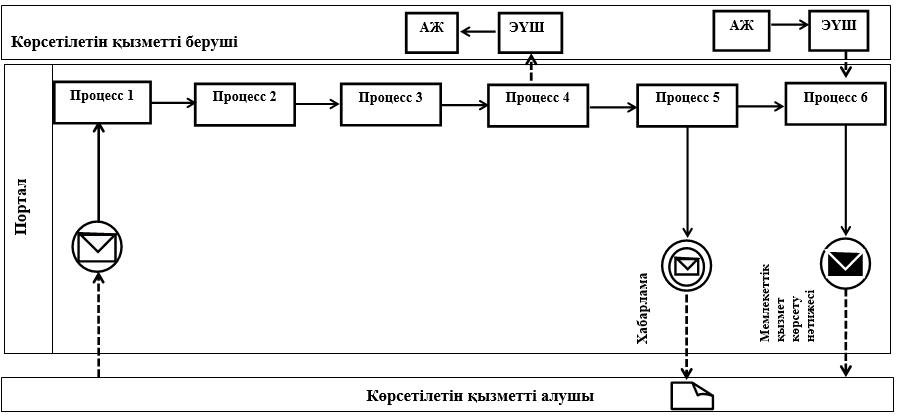 Көрсетілетін қызметті беруші
АЖ
ЭҮШ
АЖ
ЭҮШ
Портал
Процесс 1
Процесс 2
Процесс 3
Процесс 4
Процесс 5
Процесс 6
Хабарлама
Мемлекеттік
қызмет
көрсету
нәтижесі
Көрсетілетін қызметті алушы